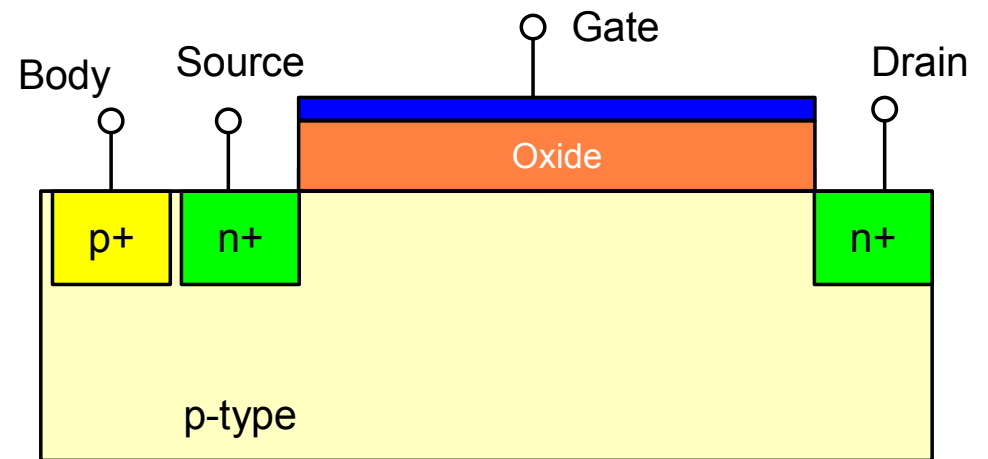 Gate
Body
Source
Drain
Oxide
p+
n+
n+
p-type